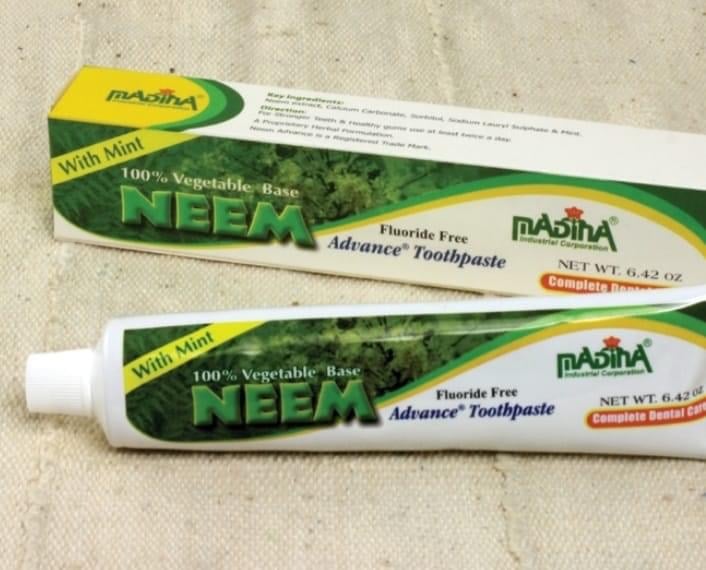 MADINA®
Industrial Corporation
Key Ingredients:
Neem extract, Calcium Carbonate, Sorbitol, Sodium Lauryl Sulphate & Mint.
Direction:
For Stronger Teeth & Healthy gums use at least twice a day.
A Proprietary Herbal Formulation.
Neem Advance is a Registered Trade Mark.
With Mint
100% Vegetable Base
NEEM
Fluoride Free
Advance® Toothpaste
MADINA®
Industrial Corporation
NET WT. 6.42 OZ
Complete Dental
With Mint
100% Vegetable Base
NEEM
Fluoride Free
Advance® Toothpaste
MADINA®
Industrial Corporation
NET WT. 6.42 OZ
Complete Dental Care